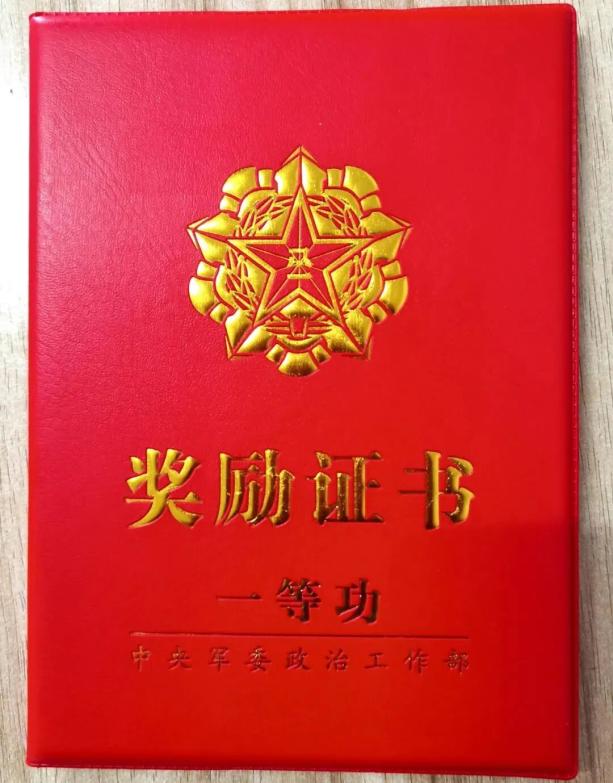 奖励证书
一等功
中央军委政治工作部